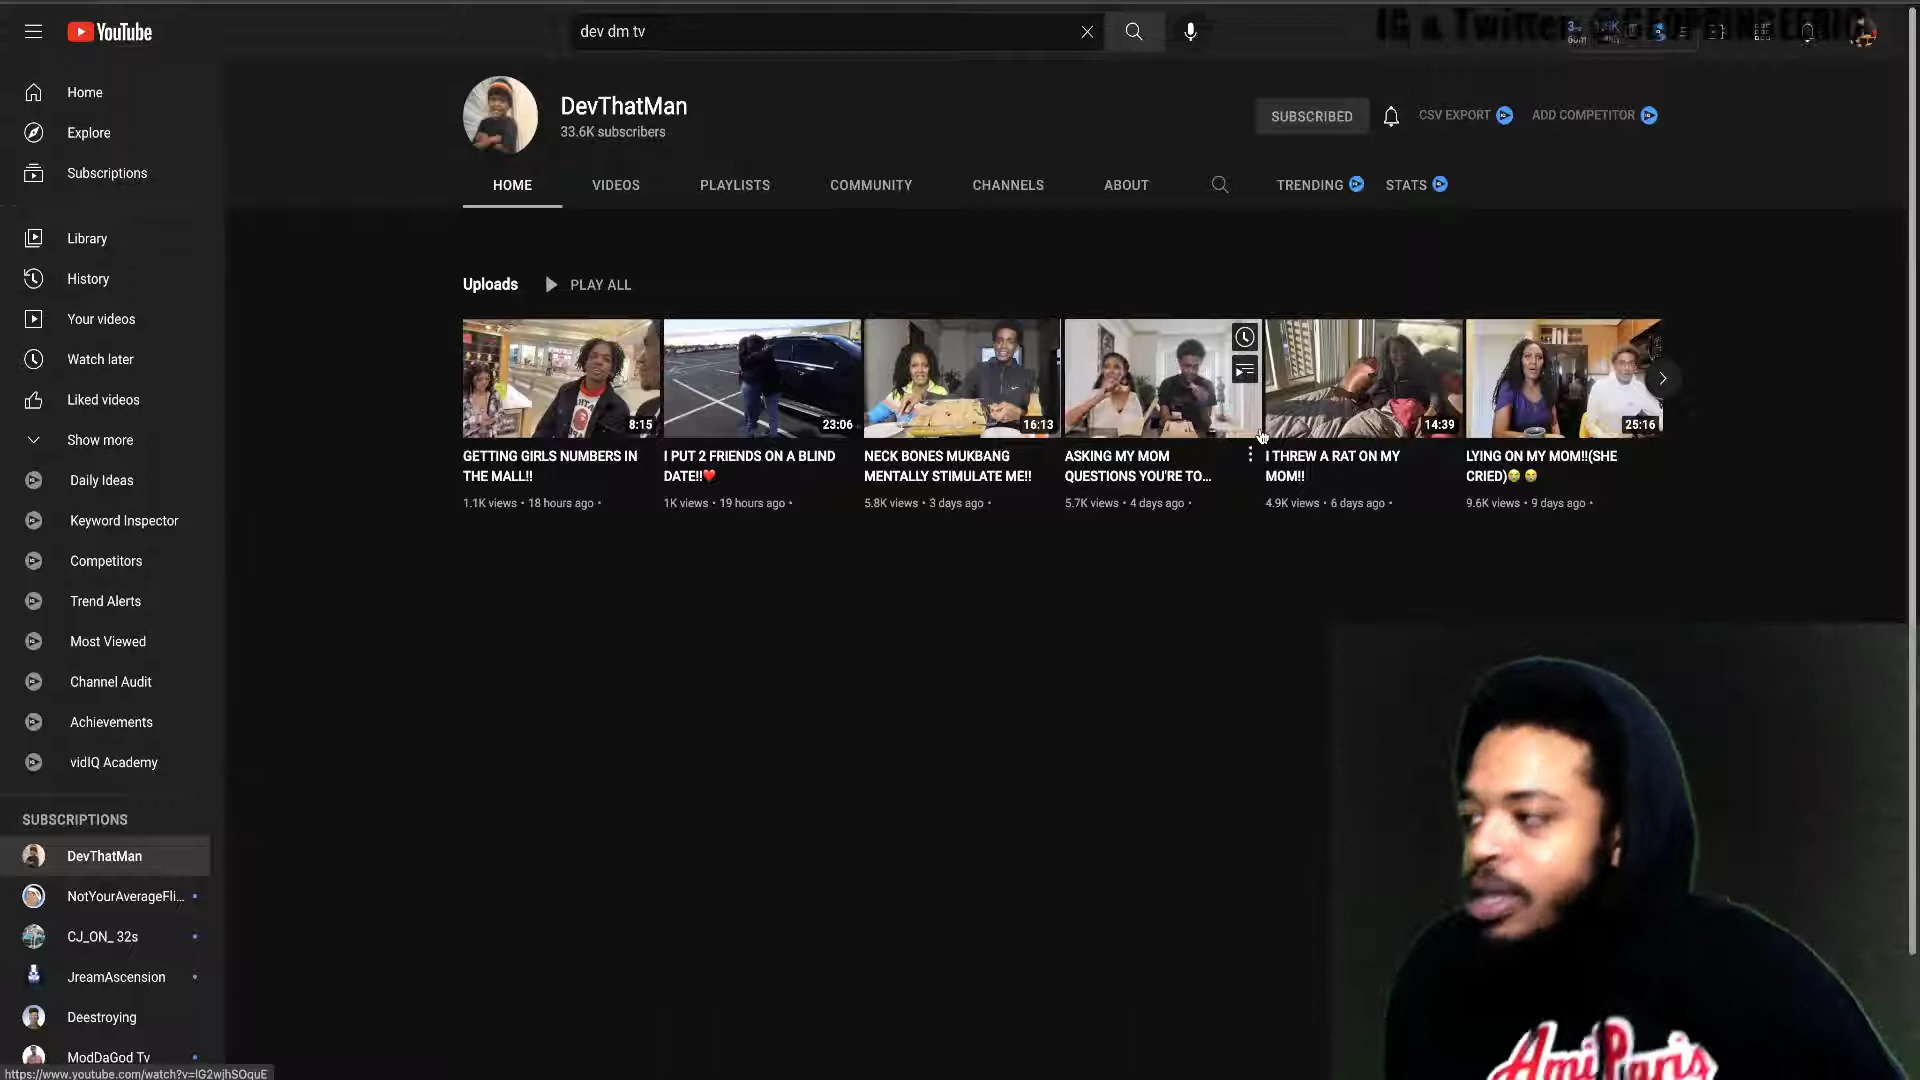 YouTube
dev dm tv
IG & Twitter
Home
Explore
Subscriptions
Library
History
Your videos
Watch later
Liked videos
Show more
Daily Ideas
Keyword Inspector
Competitors
Trend Alerts
Most Viewed
Channel Audit
Achievements
vidIQ Academy
SUBSCRIPTIONS
DevThatMan
NotYourAverageFli...
CJ_ON_ 32s
JreamAscension
Deestroying
ModDaGod Tv
https://www.youtube.com/watch?v=IG2wjhSOquE
DevThatMan
33.6K subscribers
SUBSCRIBED
CSV EXPORT
ADD COMPETITOR
HOME VIDEOS PLAYLISTS COMMUNITY CHANNELS ABOUT TRENDING STATS
Uploads PLAY ALL
8:15
GETTING GIRLS NUMBERS IN
THE MALL!!
1.1K views • 18 hours ago •
23:06
I PUT 2 FRIENDS ON A BLIND
DATE!!❤️
1K views • 19 hours ago •
16:13
NECK BONES MUKBANG
MENTALLY STIMULATE ME!!
5.8K views • 3 days ago •
ASKING MY MOM
QUESTIONS YOU'RE TO...
5.7K views • 4 days ago •
14:39
I THREW A RAT ON MY
MOM!!
4.9K views • 6 days ago •
25:16
LYING ON MY MOM!!(SHE
CRIED)😭 😭
9.6K views • 9 days ago •
Ami Paris